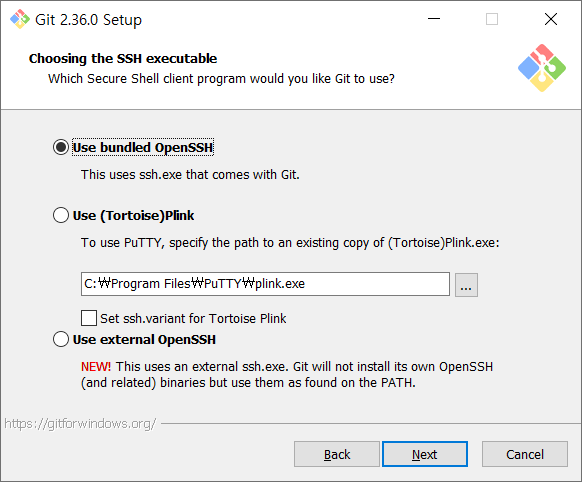 Git 2.36.0 Setup
Choosing the SSH executable
Which Secure Shell client program would you like Git to use?
Use bundled OpenSSH
This uses ssh.exe that comes with Git.
Use (Tortoise)Plink
To use PuTTY, specify the path to an existing copy of (Tortoise)Plink.exe:
C:₩Program Files₩PuTTY₩plink.exe
...
Set ssh.variant for Tortoise Plink
Use external OpenSSH
NEW! This uses an external ssh.exe. Git will not install its own OpenSSH
(and related) binaries but use them as found on the PATH.
https://gitforwindows.org/
Back
Next
Cancel